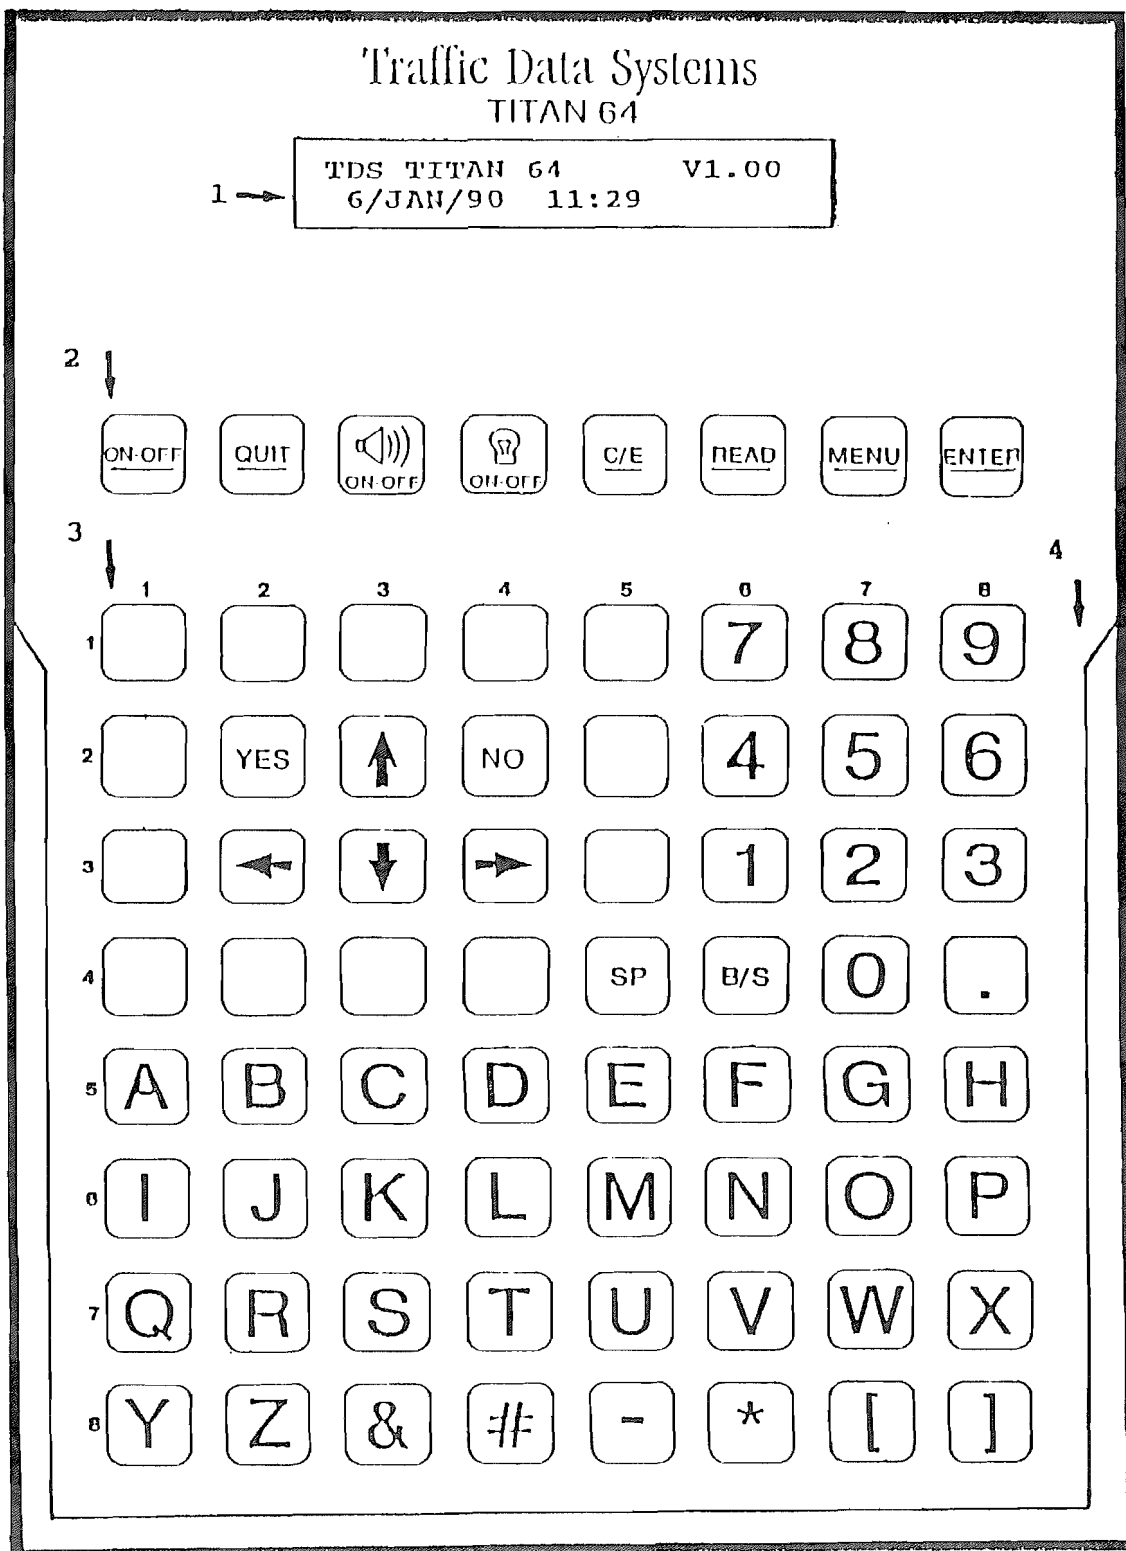 Traffic Data Systems
TITAN 64
TDS TITAN 64 V1.00
1
6/JAN/90 11:29
2
ON-OFF QUIT ON-OFF ON-OFF C/E READ MENU ENTER
3
4
1 2 3 4 5 6 7 8
1 7 8 9
2 YES NO 4 5 6
3 1 2 3
4 SP B/S 0 .
5 A B C D E F G H
6 I J K L M N O P
7 Q R S T U V W X
8 Y Z & # - * [ ]